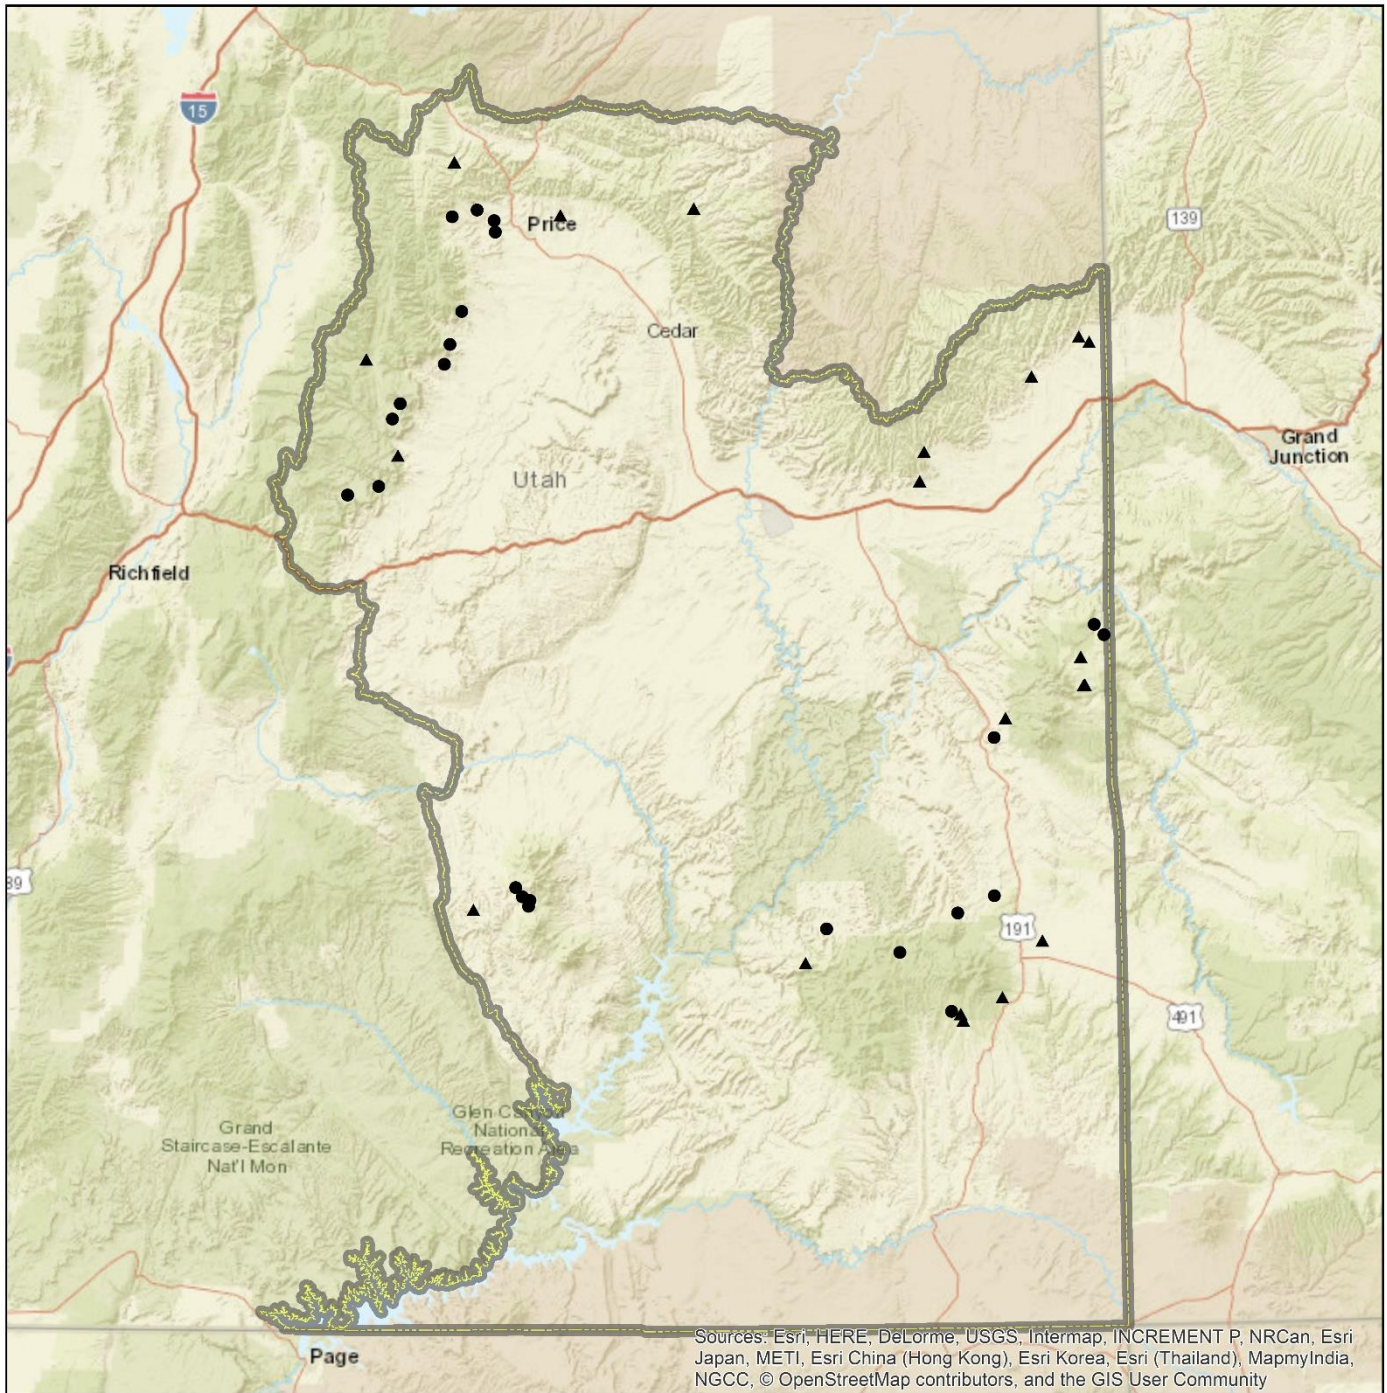 15
139
Price
Cedar
Grand
Junction
Utah
Richfield
89
191
491
Glen Canyon
National
Recreation Area
Grand
Staircase-Escalante
Nat'l Mon
Page
Sources: Esri, HERE, DeLorme, USGS, Intermap, INCREMENT P, NRCan, Esri
Japan, METI, Esri China (Hong Kong), Esri Korea, Esri (Thailand), MapmyIndia,
NGCC, © OpenStreetMap contributors, and the GIS User Community